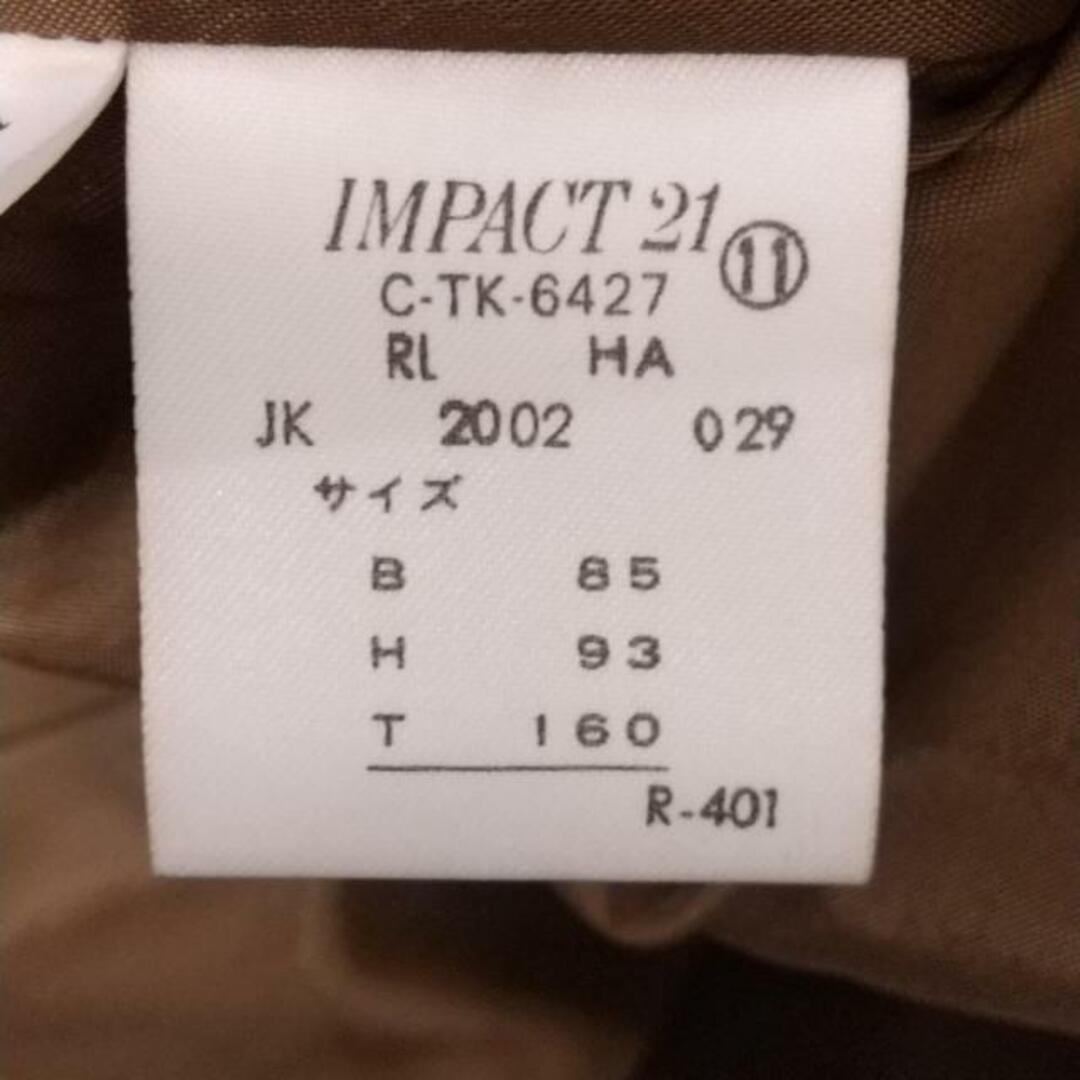 IMPACT 21
⑪
C-TK-6427
RL HA
JK 2002 029
サイズ
B 85
H 93
T 160
R-401